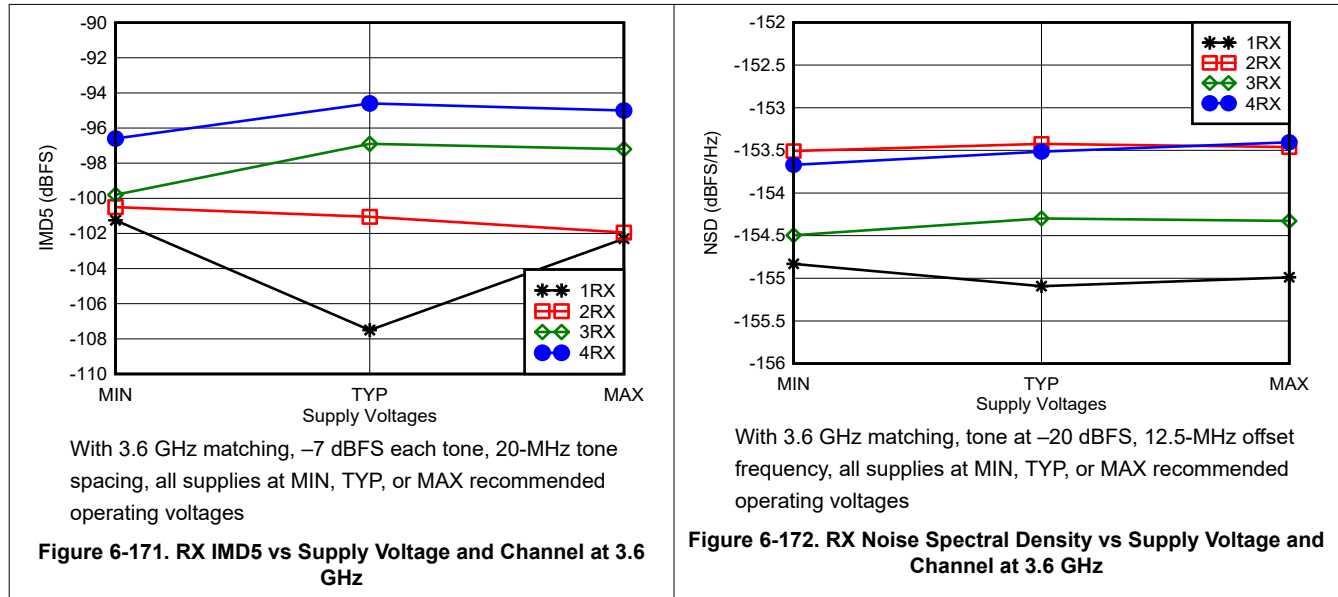 -90
-92
-94
-96
-98
-100
-102
-104
-106
-108
-110
IMD5 (dBFS)
MIN
TYP
MAX
Supply Voltages
1RX
2RX
3RX
4RX
With 3.6 GHz matching, –7 dBFS each tone, 20-MHz tone
spacing, all supplies at MIN, TYP, or MAX recommended
operating voltages
Figure 6-171. RX IMD5 vs Supply Voltage and Channel at 3.6
GHz
-152
-152.5
-153
-153.5
-154
-154.5
-155
-155.5
-156
NSD (dBFS/Hz)
MIN
TYP
MAX
Supply Voltages
1RX
2RX
3RX
4RX
With 3.6 GHz matching, tone at –20 dBFS, 12.5-MHz offset
frequency, all supplies at MIN, TYP, or MAX recommended
operating voltages
Figure 6-172. RX Noise Spectral Density vs Supply Voltage and
Channel at 3.6 GHz